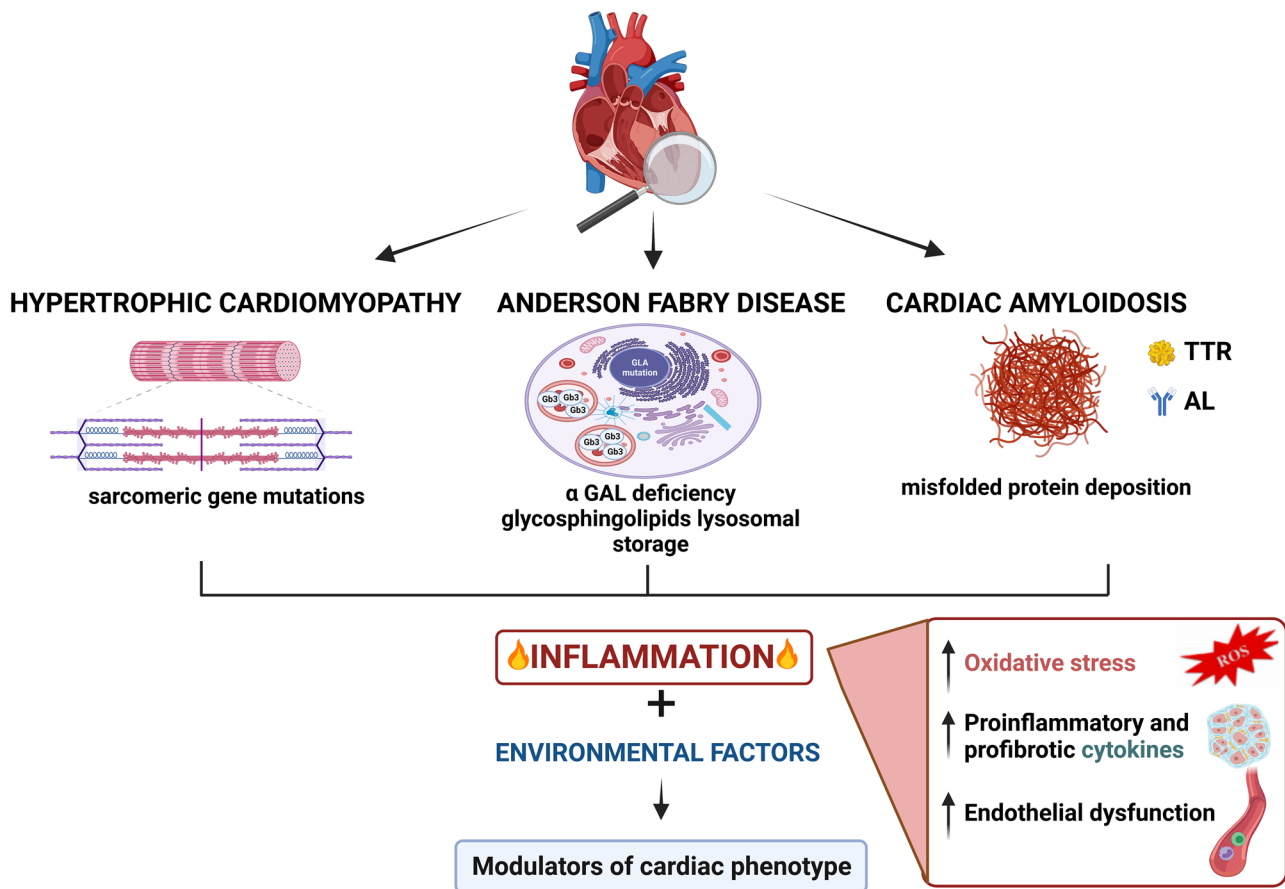 HYPERTROPHIC CARDIOMYOPATHY
sarcomeric gene mutations
ANDERSON FABRY DISEASE
GLA
mutation
Gb3
Gb3
Gb3
Gb3
Gb3
Gb3
α GAL deficiency
glycosphingolipids lysosomal
storage
CARDIAC AMYLOIDOSIS
TTR
AL
misfolded protein deposition
INFLAMMATION
+
ENVIRONMENTAL FACTORS
Modulators of cardiac phenotype
Oxidative stress
ROS
Proinflammatory and
profibrotic cytokines
Endothelial dysfunction